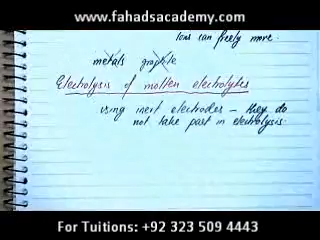 www.fahadsacademy.com
Ions can freely move.
metals graphite
Electrolysis of molten electrolytes
using inert electrodes - they do
not take part in electrolysis.
For Tuitions: +92 323 509 4443